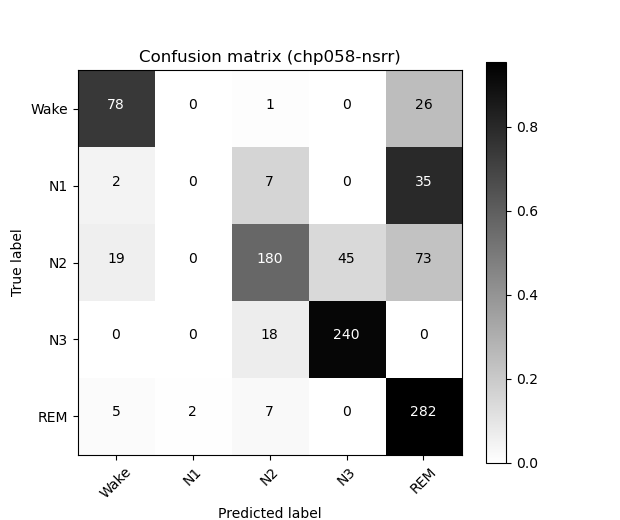 Confusion matrix (chp058-nsrr)
Wake 78 0 1 0 26
N1 2 0 7 0 35
N2 19 0 180 45 73
N3 0 0 18 240 0
REM 5 2 7 0 282
Wake N1 N2 N3 REM
Predicted label
True label
0.8
0.6
0.4
0.2
0.0